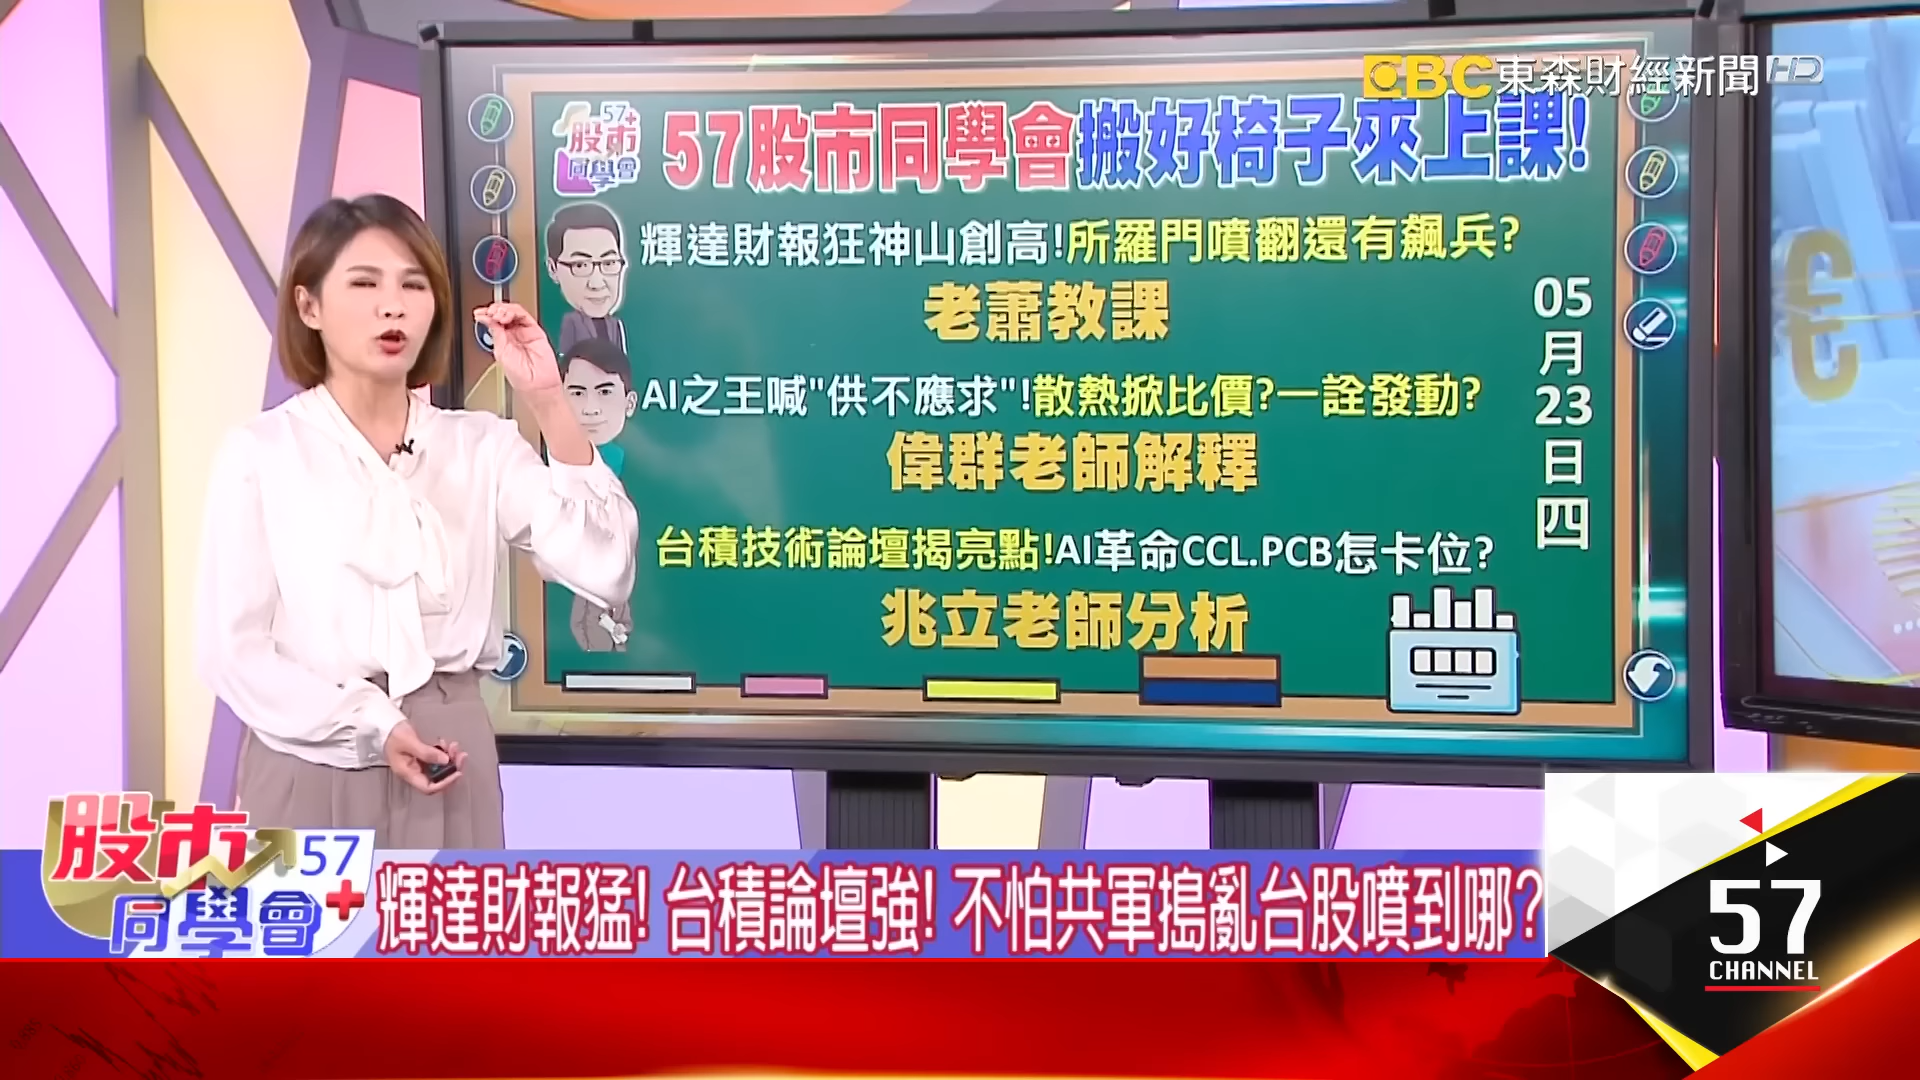 EBC東森財經新聞HD
57+
股市
同學會
57股市同學會搬好椅子來上課!
輝達財報狂神山創高!所羅門噴翻還有飆兵?
老蕭教課
AI之王喊"供不應求"!散熱掀比價?一詮發動?
偉群老師解釋
台積技術論壇揭亮點!AI革命CCL.PCB怎卡位?
兆立老師分析
05
月
23
日
四
股市 57
同學會+
輝達財報猛! 台積論壇強! 不怕共軍搗亂台股噴到哪?
57
CHANNEL